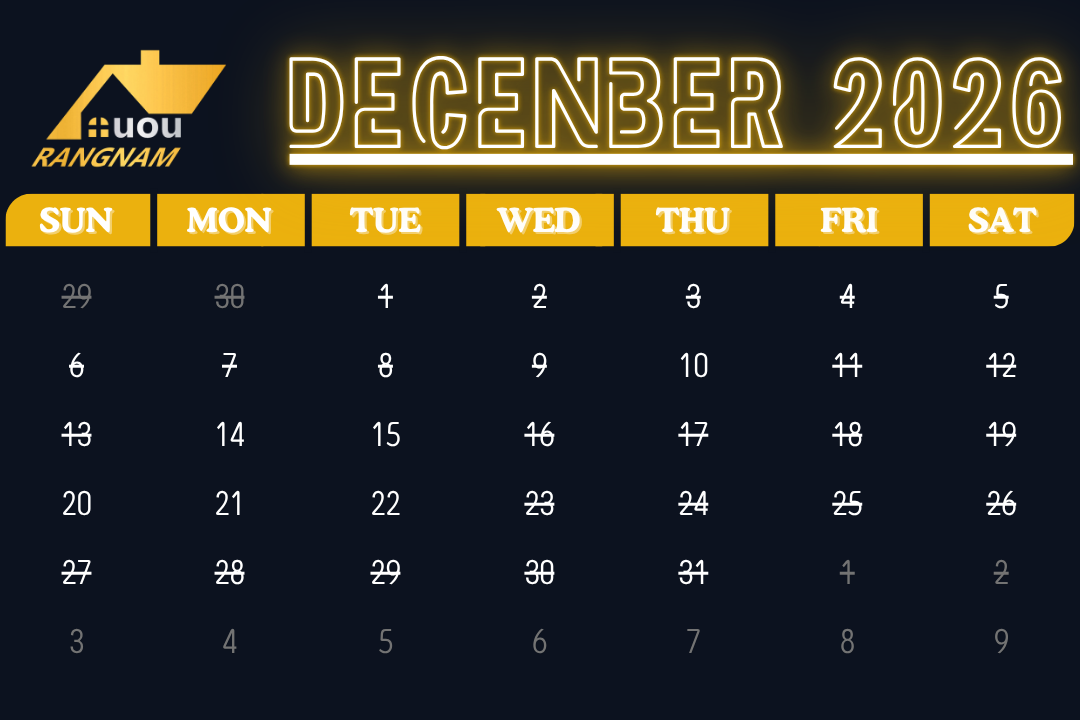 uou
RANGNAM
DECENBER 2026
SUN MON TUE WED THU FRI SAT
29 30 1 2 3 4 5
6 7 8 9 10 11 12
13 14 15 16 17 18 19
20 21 22 23 24 25 26
27 28 29 30 31 1 2
3 4 5 6 7 8 9